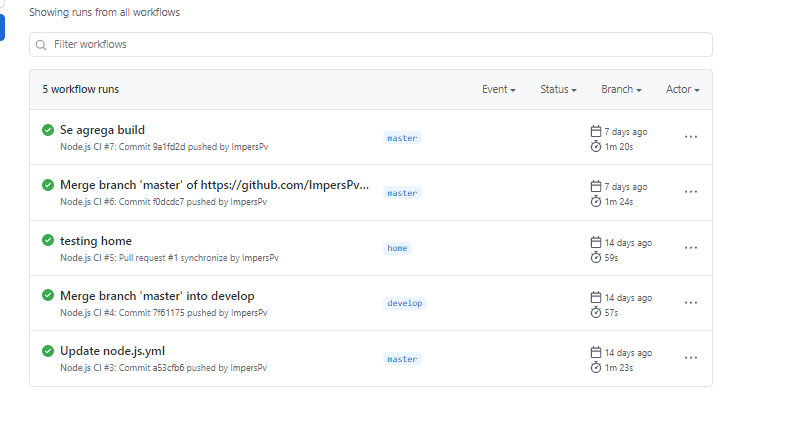 Showing runs from all workflows
Filter workflows
5 workflow runs
Event
Status
Branch
Actor
Se agrega build
Node.js CI #7: Commit 9a1fd2d pushed by ImpersPv
master
7 days ago
1m 20s
Merge branch 'master' of https://github.com/ImpersPv...
Node.js CI #6: Commit f0dcdc7 pushed by ImpersPv
master
7 days ago
1m 24s
testing home
Node.js CI #5: Pull request #1 synchronize by ImpersPv
home
14 days ago
59s
Merge branch 'master' into develop
Node.js CI #4: Commit 7f61175 pushed by ImpersPv
develop
14 days ago
57s
Update node.js.yml
Node.js CI #3: Commit a53cfb6 pushed by ImpersPv
master
14 days ago
1m 23s